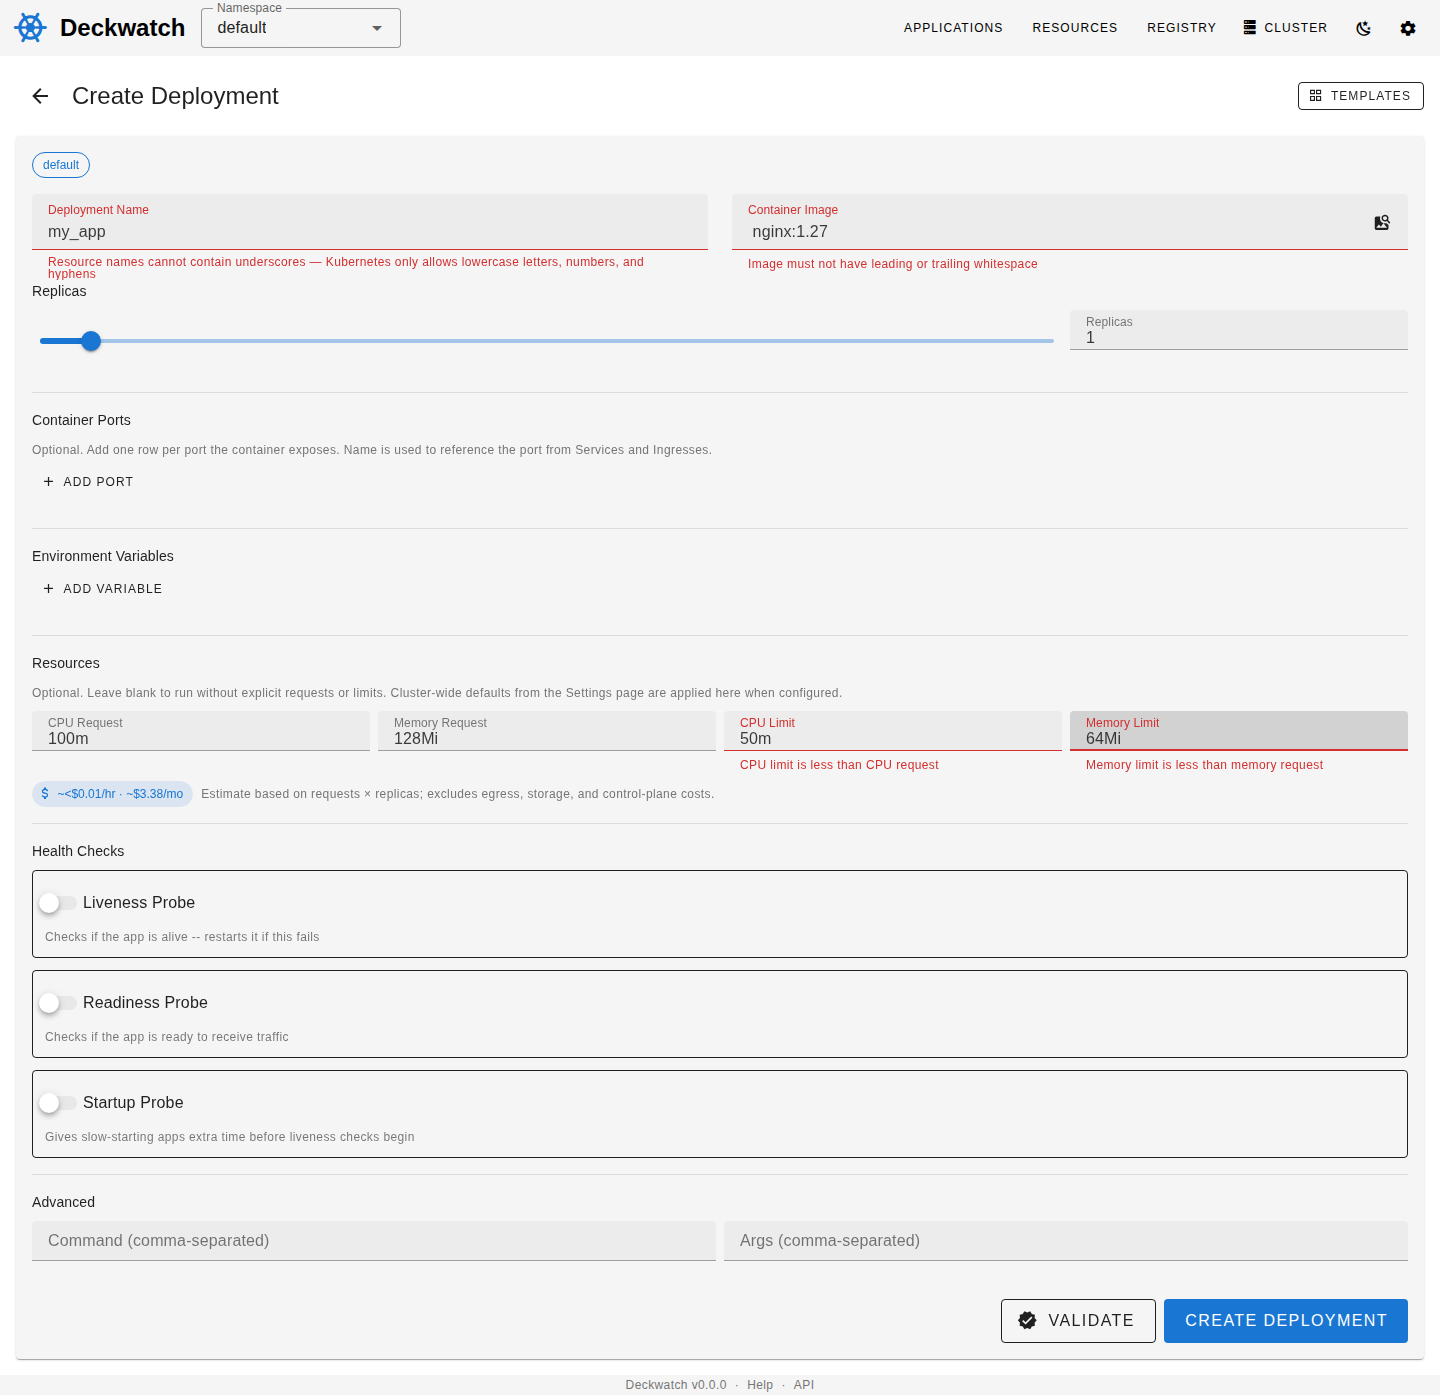 Deckwatch
Namespace
default
APPLICATIONS
RESOURCES
REGISTRY
CLUSTER
Create Deployment
TEMPLATES
default
Deployment Name
my_app
Resource names cannot contain underscores — Kubernetes only allows lowercase letters, numbers, and
hyphens
Container Image
nginx:1.27
Image must not have leading or trailing whitespace
Replicas
Replicas
1
Container Ports
Optional. Add one row per port the container exposes. Name is used to reference the port from Services and Ingresses.
+ ADD PORT
Environment Variables
+ ADD VARIABLE
Resources
Optional. Leave blank to run without explicit requests or limits. Cluster-wide defaults from the Settings page are applied here when configured.
CPU Request
100m
Memory Request
128Mi
CPU Limit
50m
CPU limit is less than CPU request
Memory Limit
64Mi
Memory limit is less than memory request
$ ~<$0.01/hr · ~$3.38/mo
Estimate based on requests × replicas; excludes egress, storage, and control-plane costs.
Health Checks
Liveness Probe
Checks if the app is alive -- restarts it if this fails
Readiness Probe
Checks if the app is ready to receive traffic
Startup Probe
Gives slow-starting apps extra time before liveness checks begin
Advanced
Command (comma-separated)
Args (comma-separated)
VALIDATE
CREATE DEPLOYMENT
Deckwatch v0.0.0 · Help · API